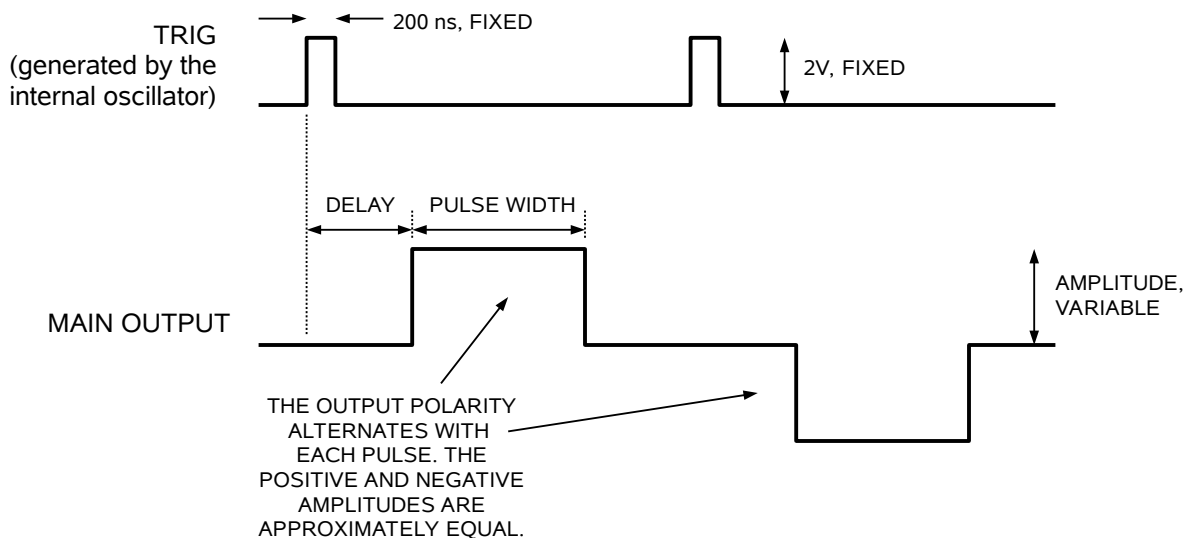 200 ns, FIXED
TRIG
(generated by the
internal oscillator)
2V, FIXED
DELAY
PULSE WIDTH
AMPLITUDE,
VARIABLE
MAIN OUTPUT
THE OUTPUT POLARITY
ALTERNATES WITH
EACH PULSE. THE
POSITIVE AND NEGATIVE
AMPLITUDES ARE
APPROXIMATELY EQUAL.